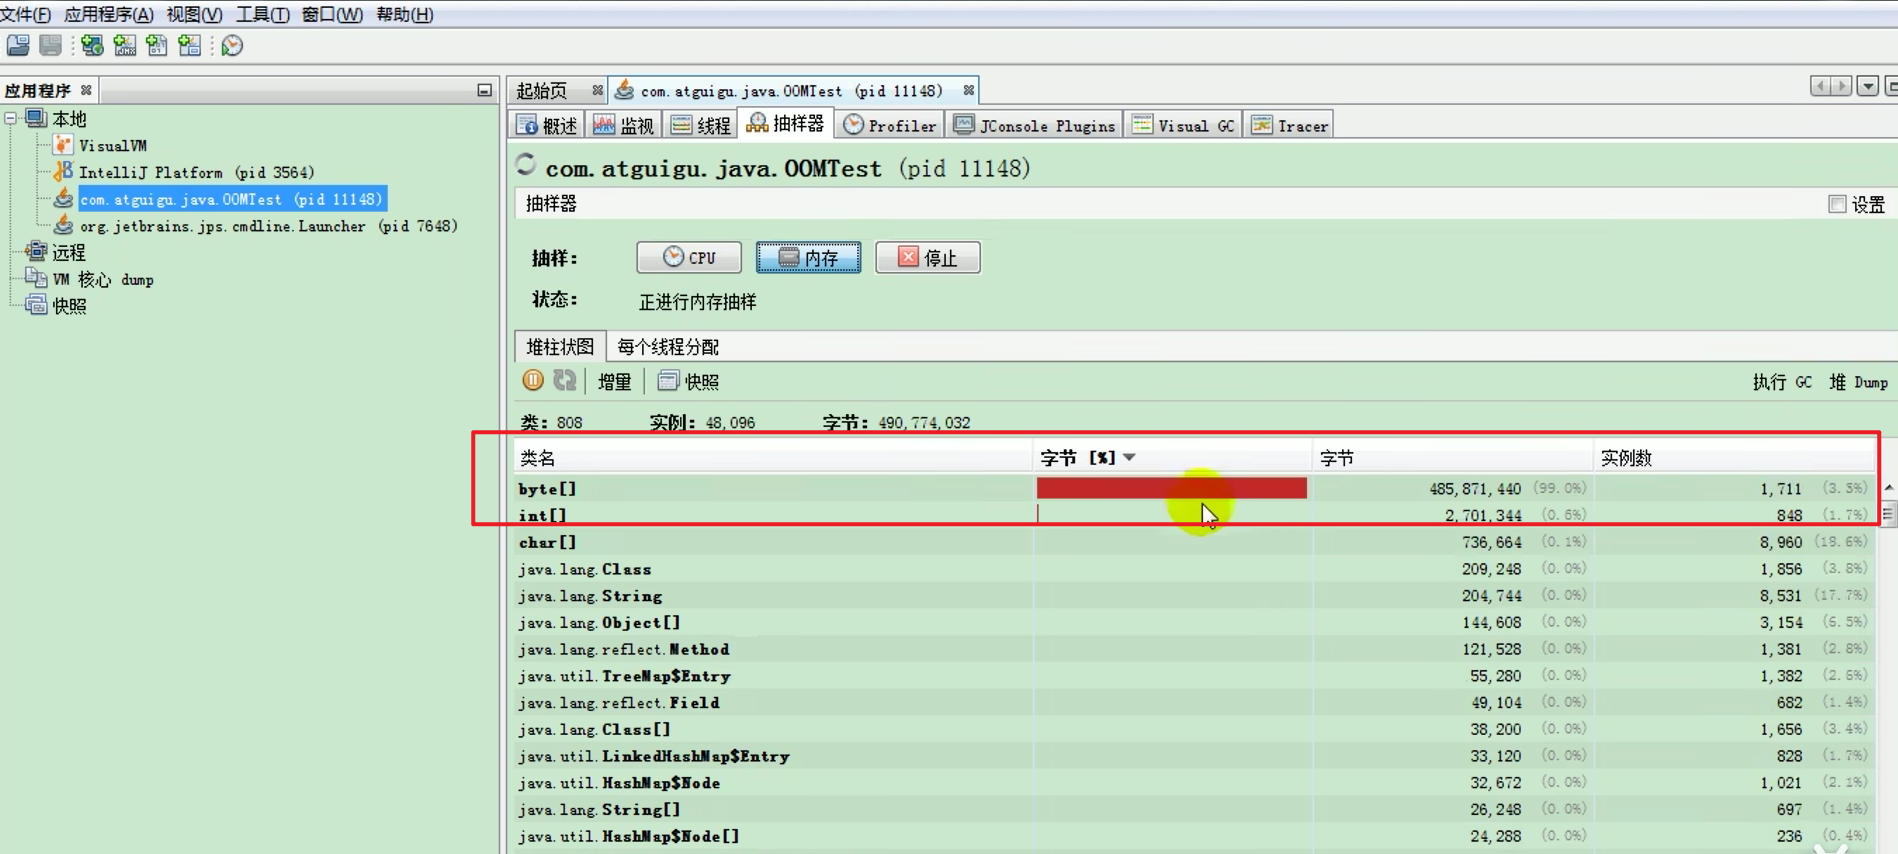 文件(F) 应用程序(A) 视图(V) 工具(T) 窗口(W) 帮助(H)
应用程序
本地
VisualVM
IntelliJ Platform (pid 3564)
com.atguigu.java.OOMTest (pid 11148)
org.jetbrains.jps.cmdline.Launcher (pid 7648)
远程
VM 核心 dump
快照
起始页 com.atguigu.java.OOMTest (pid 11148)
概述 监视 线程 抽样器 Profiler JConsole Plugins Visual GC Tracer
com.atguigu.java.OOMTest (pid 11148)
抽样器 设置
抽样： CPU 内存 停止
状态： 正进行内存抽样
堆柱状图 每个线程分配
增量 快照 执行 GC 堆 Dump
类： 808 实例： 48,096 字节： 490,774,032
类名 字节 [%] 字节 实例数
byte[] 485,871,440 (99.0%) 1,711 (3.5%)
int[] 2,701,344 (0.6%) 848 (1.7%)
char[] 736,664 (0.1%) 8,960 (18.6%)
java.lang.Class 209,248 (0.0%) 1,856 (3.8%)
java.lang.String 204,744 (0.0%) 8,531 (17.7%)
java.lang.Object[] 144,608 (0.0%) 3,154 (6.5%)
java.lang.reflect.Method 121,528 (0.0%) 1,381 (2.8%)
java.util.TreeMap$Entry 55,280 (0.0%) 1,382 (2.8%)
java.lang.reflect.Field 49,104 (0.0%) 682 (1.4%)
java.lang.Class[] 38,200 (0.0%) 1,656 (3.4%)
java.util.LinkedHashMap$Entry 33,120 (0.0%) 828 (1.7%)
java.util.HashMap$Node 32,672 (0.0%) 1,021 (2.1%)
java.lang.String[] 26,248 (0.0%) 697 (1.4%)
java.util.HashMap$Node[] 24,288 (0.0%) 236 (0.4%)